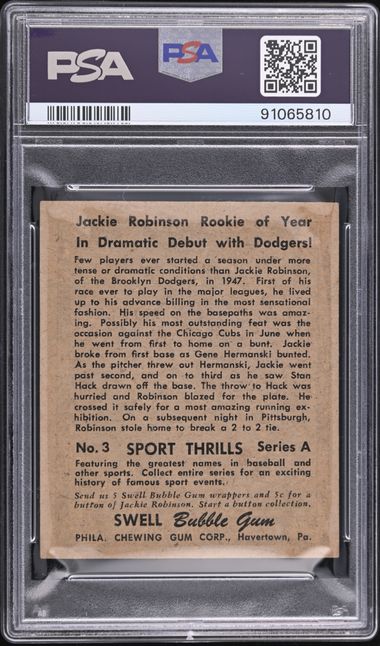 PSA
PSA
91065810
Jackie Robinson Rookie of Year
In Dramatic Debut with Dodgers!
Few players ever started a season under more
tense or dramatic conditions than Jackie Robinson,
of the Brooklyn Dodgers, in 1947. First of his
race ever to play in the major leagues, he lived
up to his advance billing in the most sensational
fashion. His speed on the basepaths was amaz-
ing. Possibly his most outstanding feat was the
occasion against the Chicago Cubs in June when
he went from first to home on a bunt. Jackie
broke from first base as Gene Hermanski bunted.
As the pitcher threw out Hermanski, Jackie went
past second, and on to third as he saw Stan
Hack drawn off the base. The throw to Hack was
hurried and Robinson blazed for the plate. He
crossed it safely for a most amazing running ex-
hibition. On a subsequent night in Pittsburgh,
Robinson stole home to break a 2 to 2 tie.
No. 3 SPORT THRILLS Series A
Featuring the greatest names in baseball and
other sports. Collect entire series for an exciting
history of famous sport events.
Send us 5 Swell Bubble Gum wrappers and 5c for a
button of Jackie Robinson. Start a button collection.
SWELL Bubble Gum
PHILA. CHEWING GUM CORP., Havertown, Pa.